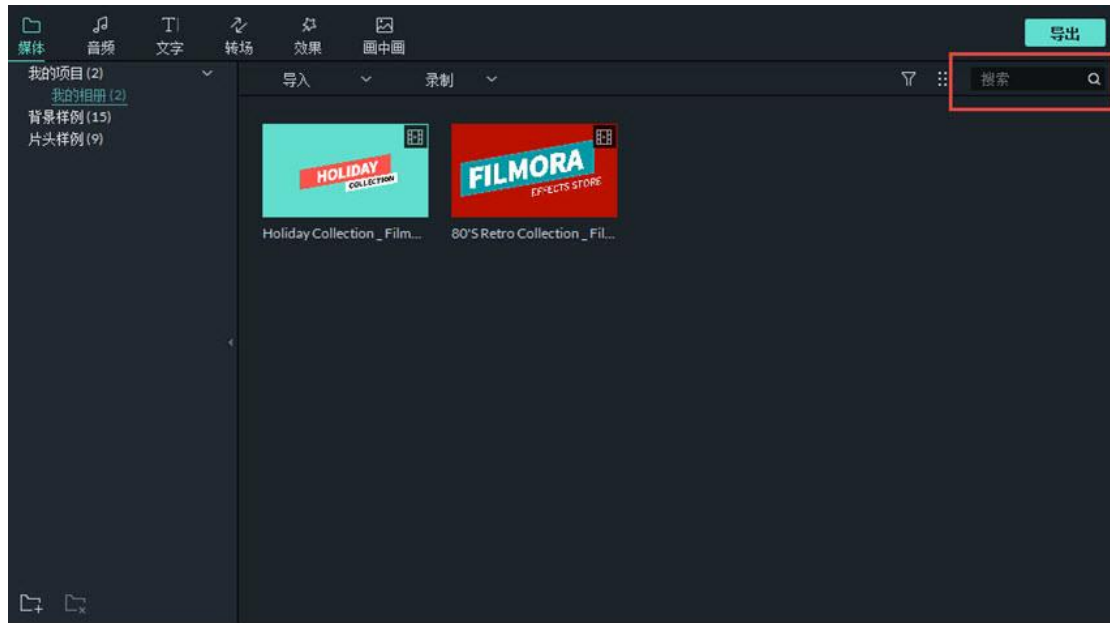 媒体 音频 文字 转场 效果 画中画 导出
我的项目 (2)
我的相册 (2)
背景样例 (15)
片头样例 (9)
导入 录制 搜索
HOLIDAY
COLLECTION
FILMORA
EFFECTS STORE
Holiday Collection _ Film... 80'S Retro Collection _ Fil...